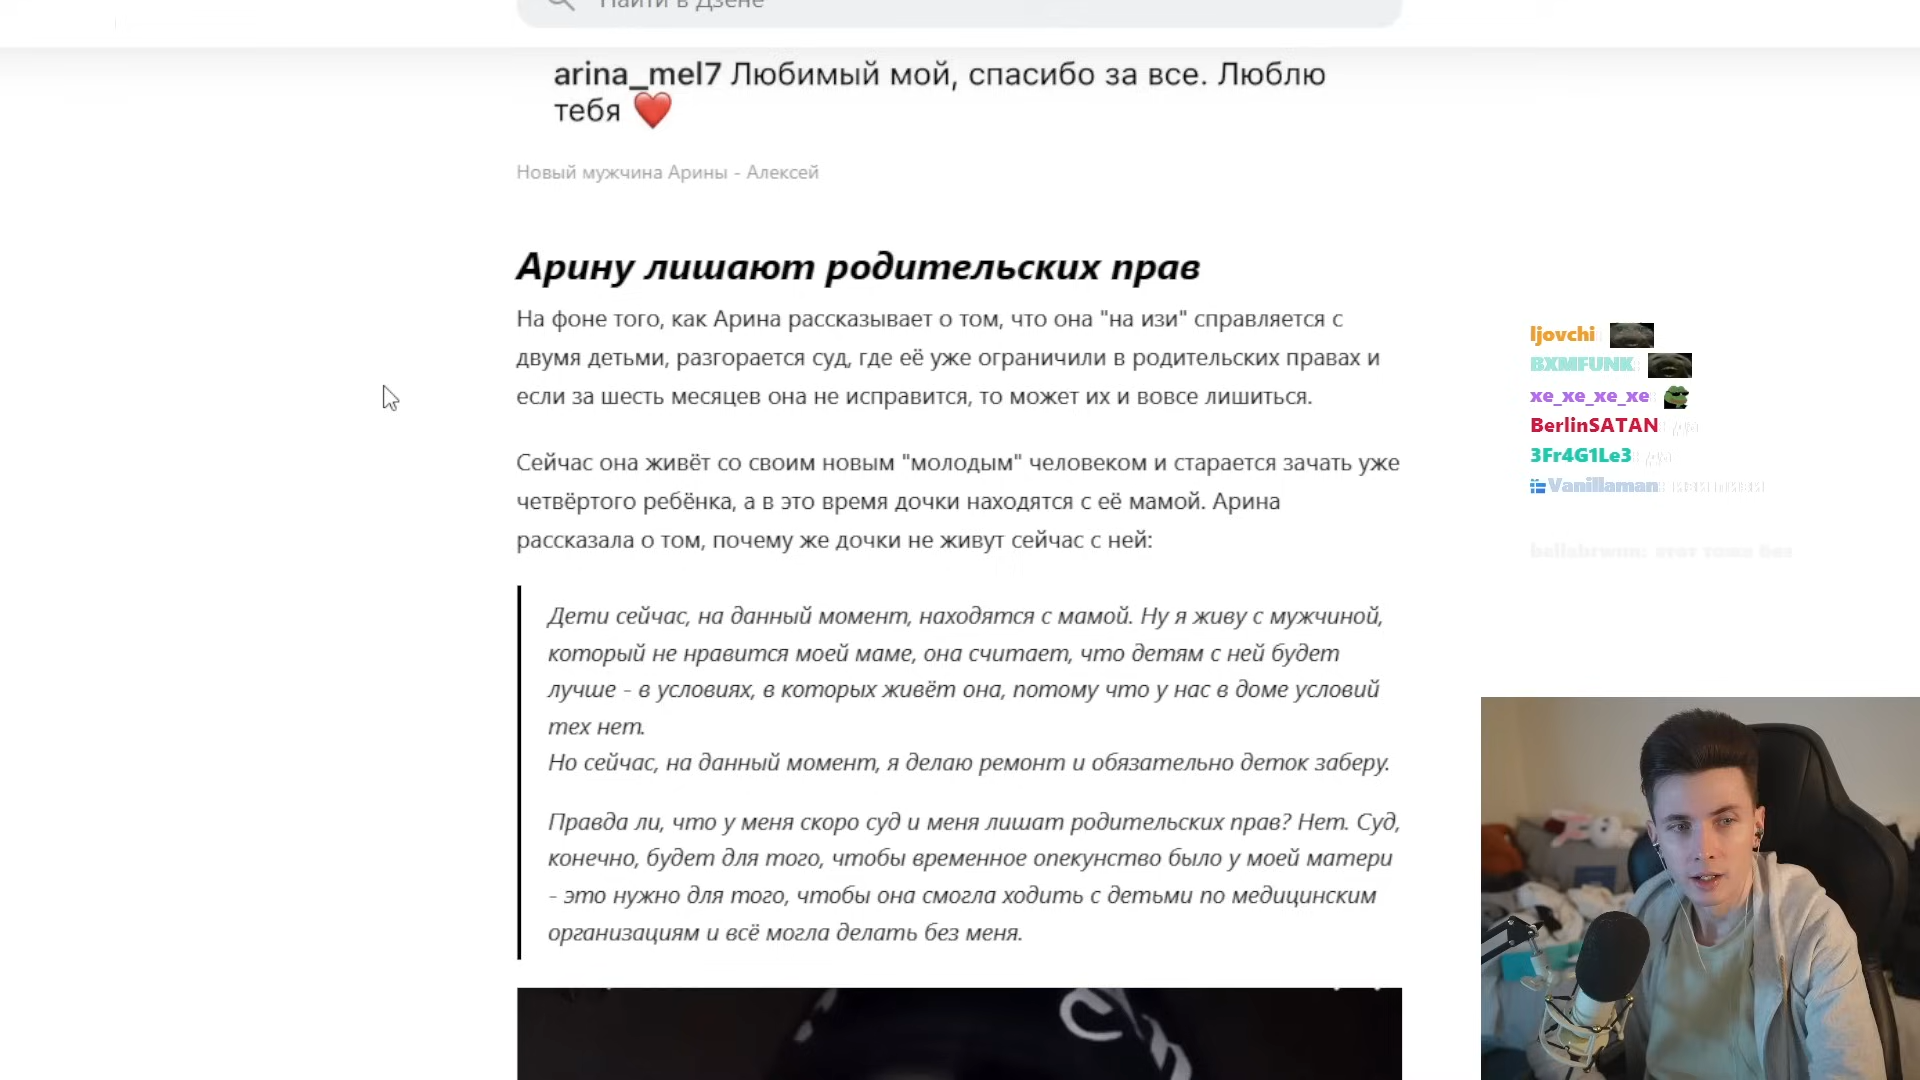 Найти в Дзене
arina_mel7 Любимый мой, спасибо за все. Люблю
тебя ❤️
Новый мужчина Арины - Алексей
Арину лишают родительских прав
На фоне того, как Арина рассказывает о том, что она "на изи" справляется с
двумя детьми, разгорается суд, где её уже ограничили в родительских правах и
если за шесть месяцев она не исправится, то может их и вовсе лишиться.
Сейчас она живёт со своим новым "молодым" человеком и старается зачать уже
четвёртого ребёнка, а в это время дочки находятся с её мамой. Арина
рассказала о том, почему же дочки не живут сейчас с ней:
Дети сейчас, на данный момент, находятся с мамой. Ну я живу с мужчиной,
который не нравится моей маме, она считает, что детям с ней будет
лучше - в условиях, в которых живёт она, потому что у нас в доме условий
тех нет.
Но сейчас, на данный момент, я делаю ремонт и обязательно деток заберу.
Правда ли, что у меня скоро суд и меня лишат родительских прав? Нет. Суд,
конечно, будет для того, чтобы временное опекунство было у моей матери
- это нужно для того, чтобы она смогла ходить с детьми по медицинским
организациям и всё могла делать без меня.
ljovchi
BXMFUNK
xe_xe_xe_xe
BerlinSATAN: да
3Fr4G1Le3: да
Vanillaman: